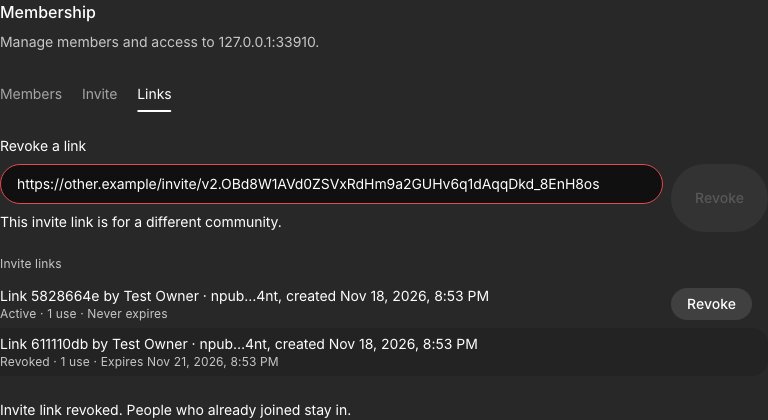 Membership
Manage members and access to 127.0.0.1:33910.
Members Invite Links
Revoke a link
https://other.example/invite/v2.OBd8W1AVd0ZSVxRdHm9a2GUHv6q1dAqqDkd_8EnH8os
Revoke
This invite link is for a different community.
Invite links
Link 5828664e by Test Owner · npub...4nt, created Nov 18, 2026, 8:53 PM
Active · 1 use · Never expires
Revoke
Link 611110db by Test Owner · npub...4nt, created Nov 18, 2026, 8:53 PM
Revoked · 1 use · Expires Nov 21, 2026, 8:53 PM
Invite link revoked. People who already joined stay in.